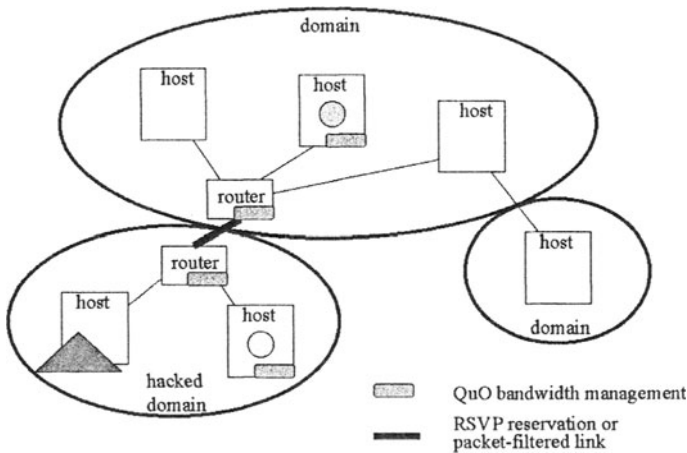 domain
host
host
host
router
router
host
host
host
domain
hacked
domain
QuO bandwidth management
RSVP reservation or
packet-filtered link